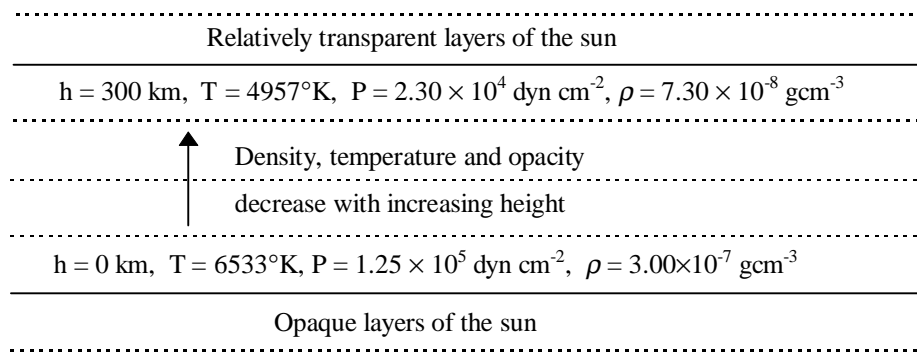 Relatively transparent layers of the sun
h = 300 km, T = 4957°K, P = 2.30 × 10⁴ dyn cm⁻², ρ = 7.30 × 10⁻⁸ gcm⁻³
Density, temperature and opacity
decrease with increasing height
h = 0 km, T = 6533°K, P = 1.25 × 10⁵ dyn cm⁻², ρ = 3.00×10⁻⁷ gcm⁻³
Opaque layers of the sun